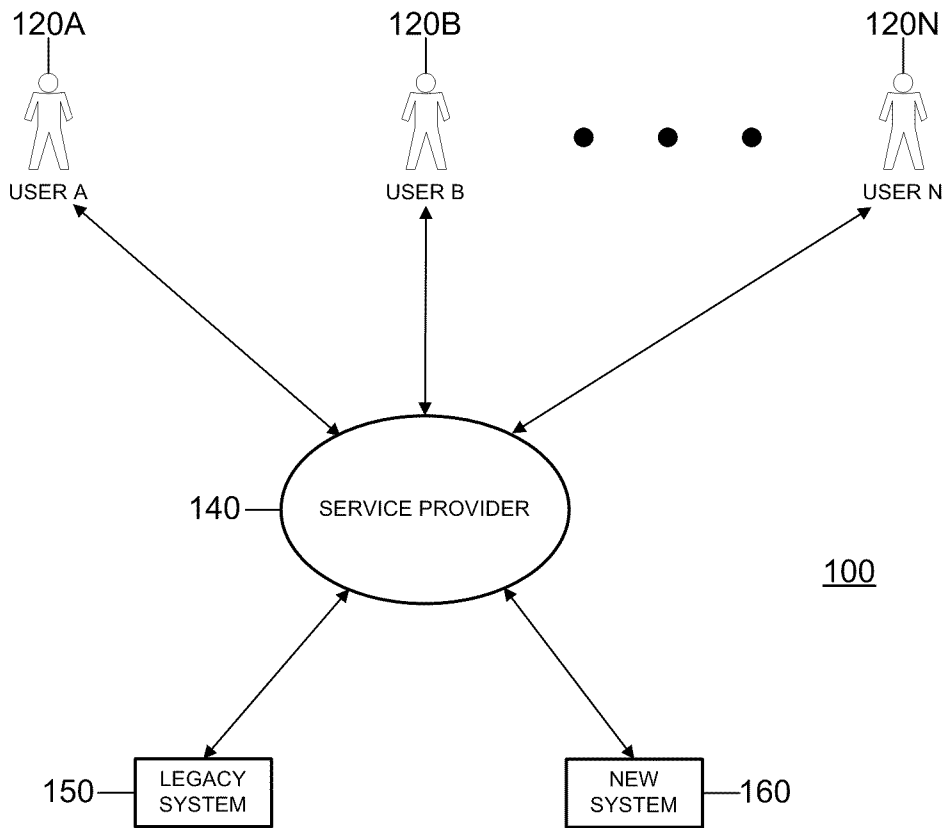 120A
120B
120N
USER A
USER B
USER N
140
SERVICE PROVIDER
100
150
LEGACY
SYSTEM
NEW
SYSTEM
160